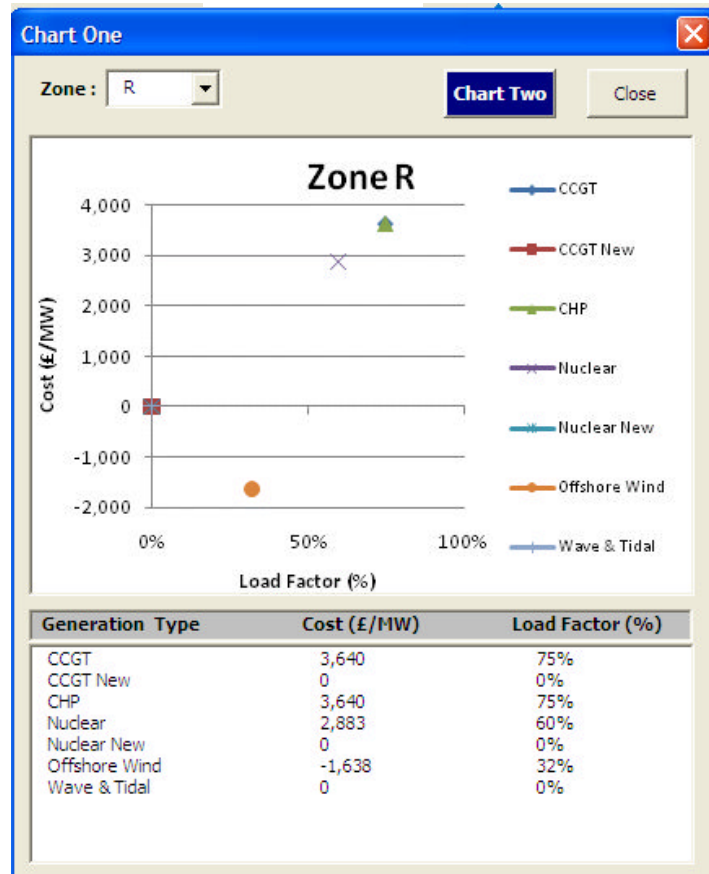 Chart One
Zone : R
Chart Two
Close
Zone R
4,000
3,000
2,000
1,000
0
-1,000
-2,000
Cost (£/MW)
0% 50% 100%
Load Factor (%)
CCGT
CCGT New
CHP
Nuclear
Nuclear New
Offshore Wind
Wave & Tidal
Generation Type Cost (£/MW) Load Factor (%)
CCGT 3,640 75%
CCGT New 0 0%
CHP 3,640 75%
Nuclear 2,883 60%
Nuclear New 0 0%
Offshore Wind -1,638 32%
Wave & Tidal 0 0%